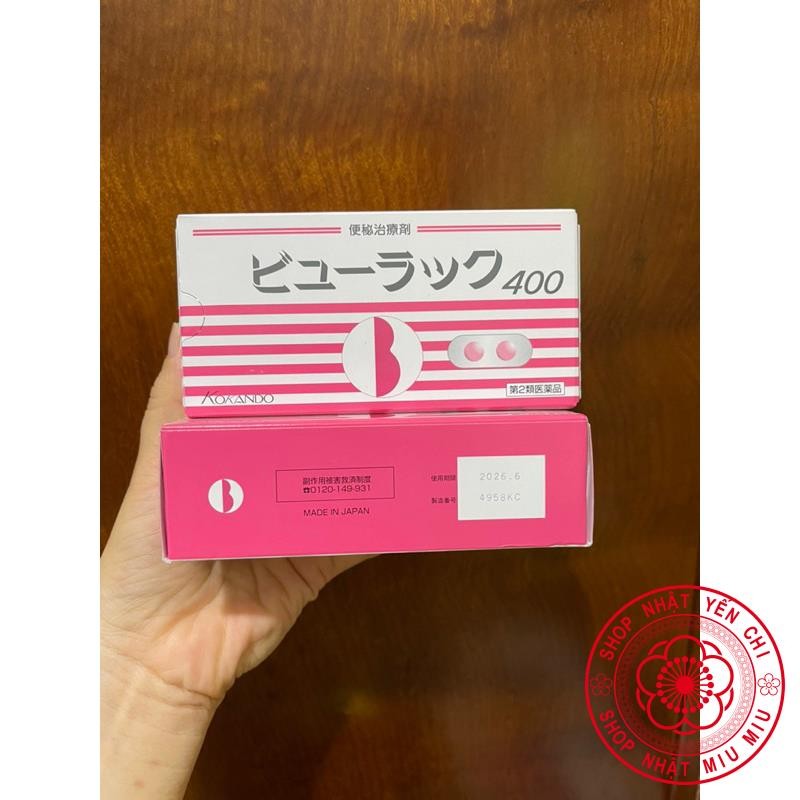 便秘治療剤
ビューラック400
KOKANDO
第2類医薬品
副作用被害救済制度
☎0120-149-931
MADE IN JAPAN
使用期限 2026.6
製造番号 4958KC
SHOP NHẬT YẾN CHI
SHOP NHẬT MIU MIU